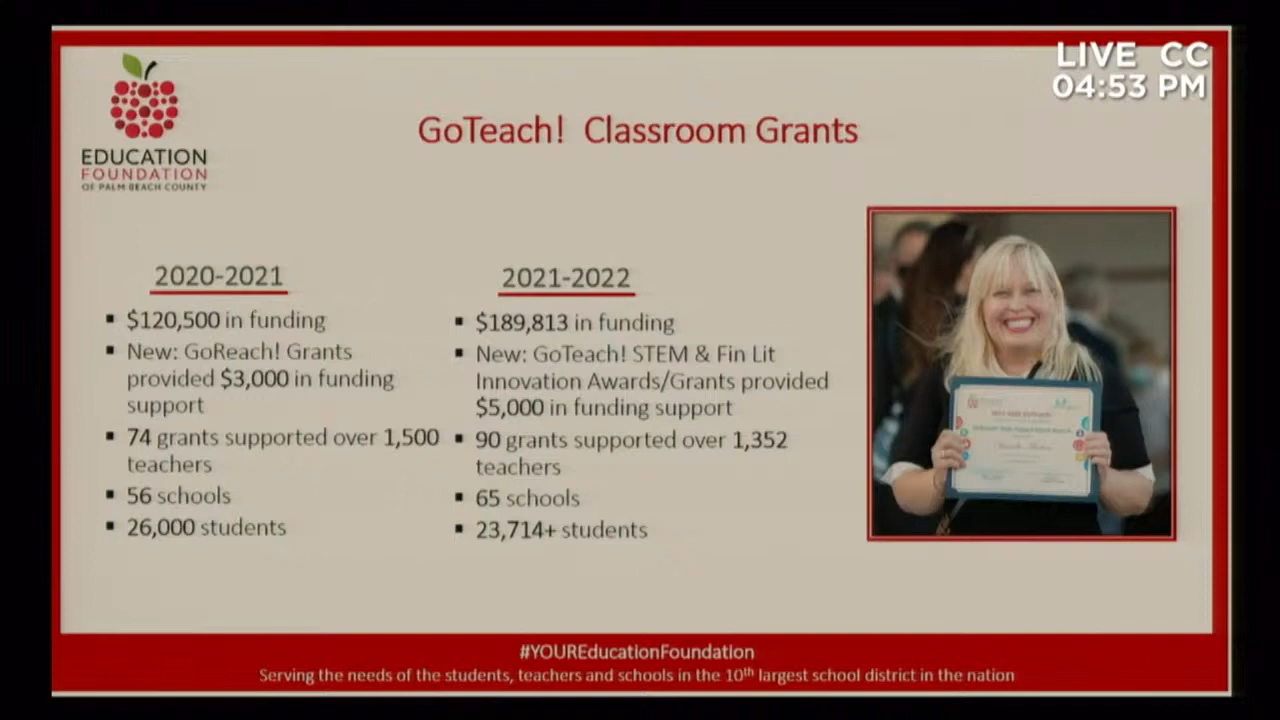 LIVE CC
04:53 PM
EDUCATION
FOUNDATION
OF PALM BEACH COUNTY
GoTeach! Classroom Grants
2020-2021
▪ $120,500 in funding
▪ New: GoReach! Grants
provided $3,000 in funding
support
▪ 74 grants supported over 1,500
teachers
▪ 56 schools
▪ 26,000 students
2021-2022
▪ $189,813 in funding
▪ New: GoTeach! STEM & Fin Lit
Innovation Awards/Grants provided
$5,000 in funding support
▪ 90 grants supported over 1,352
teachers
▪ 65 schools
▪ 23,714+ students
#YOUREducationFoundation
Serving the needs of the students, teachers and schools in the 10th largest school district in the nation